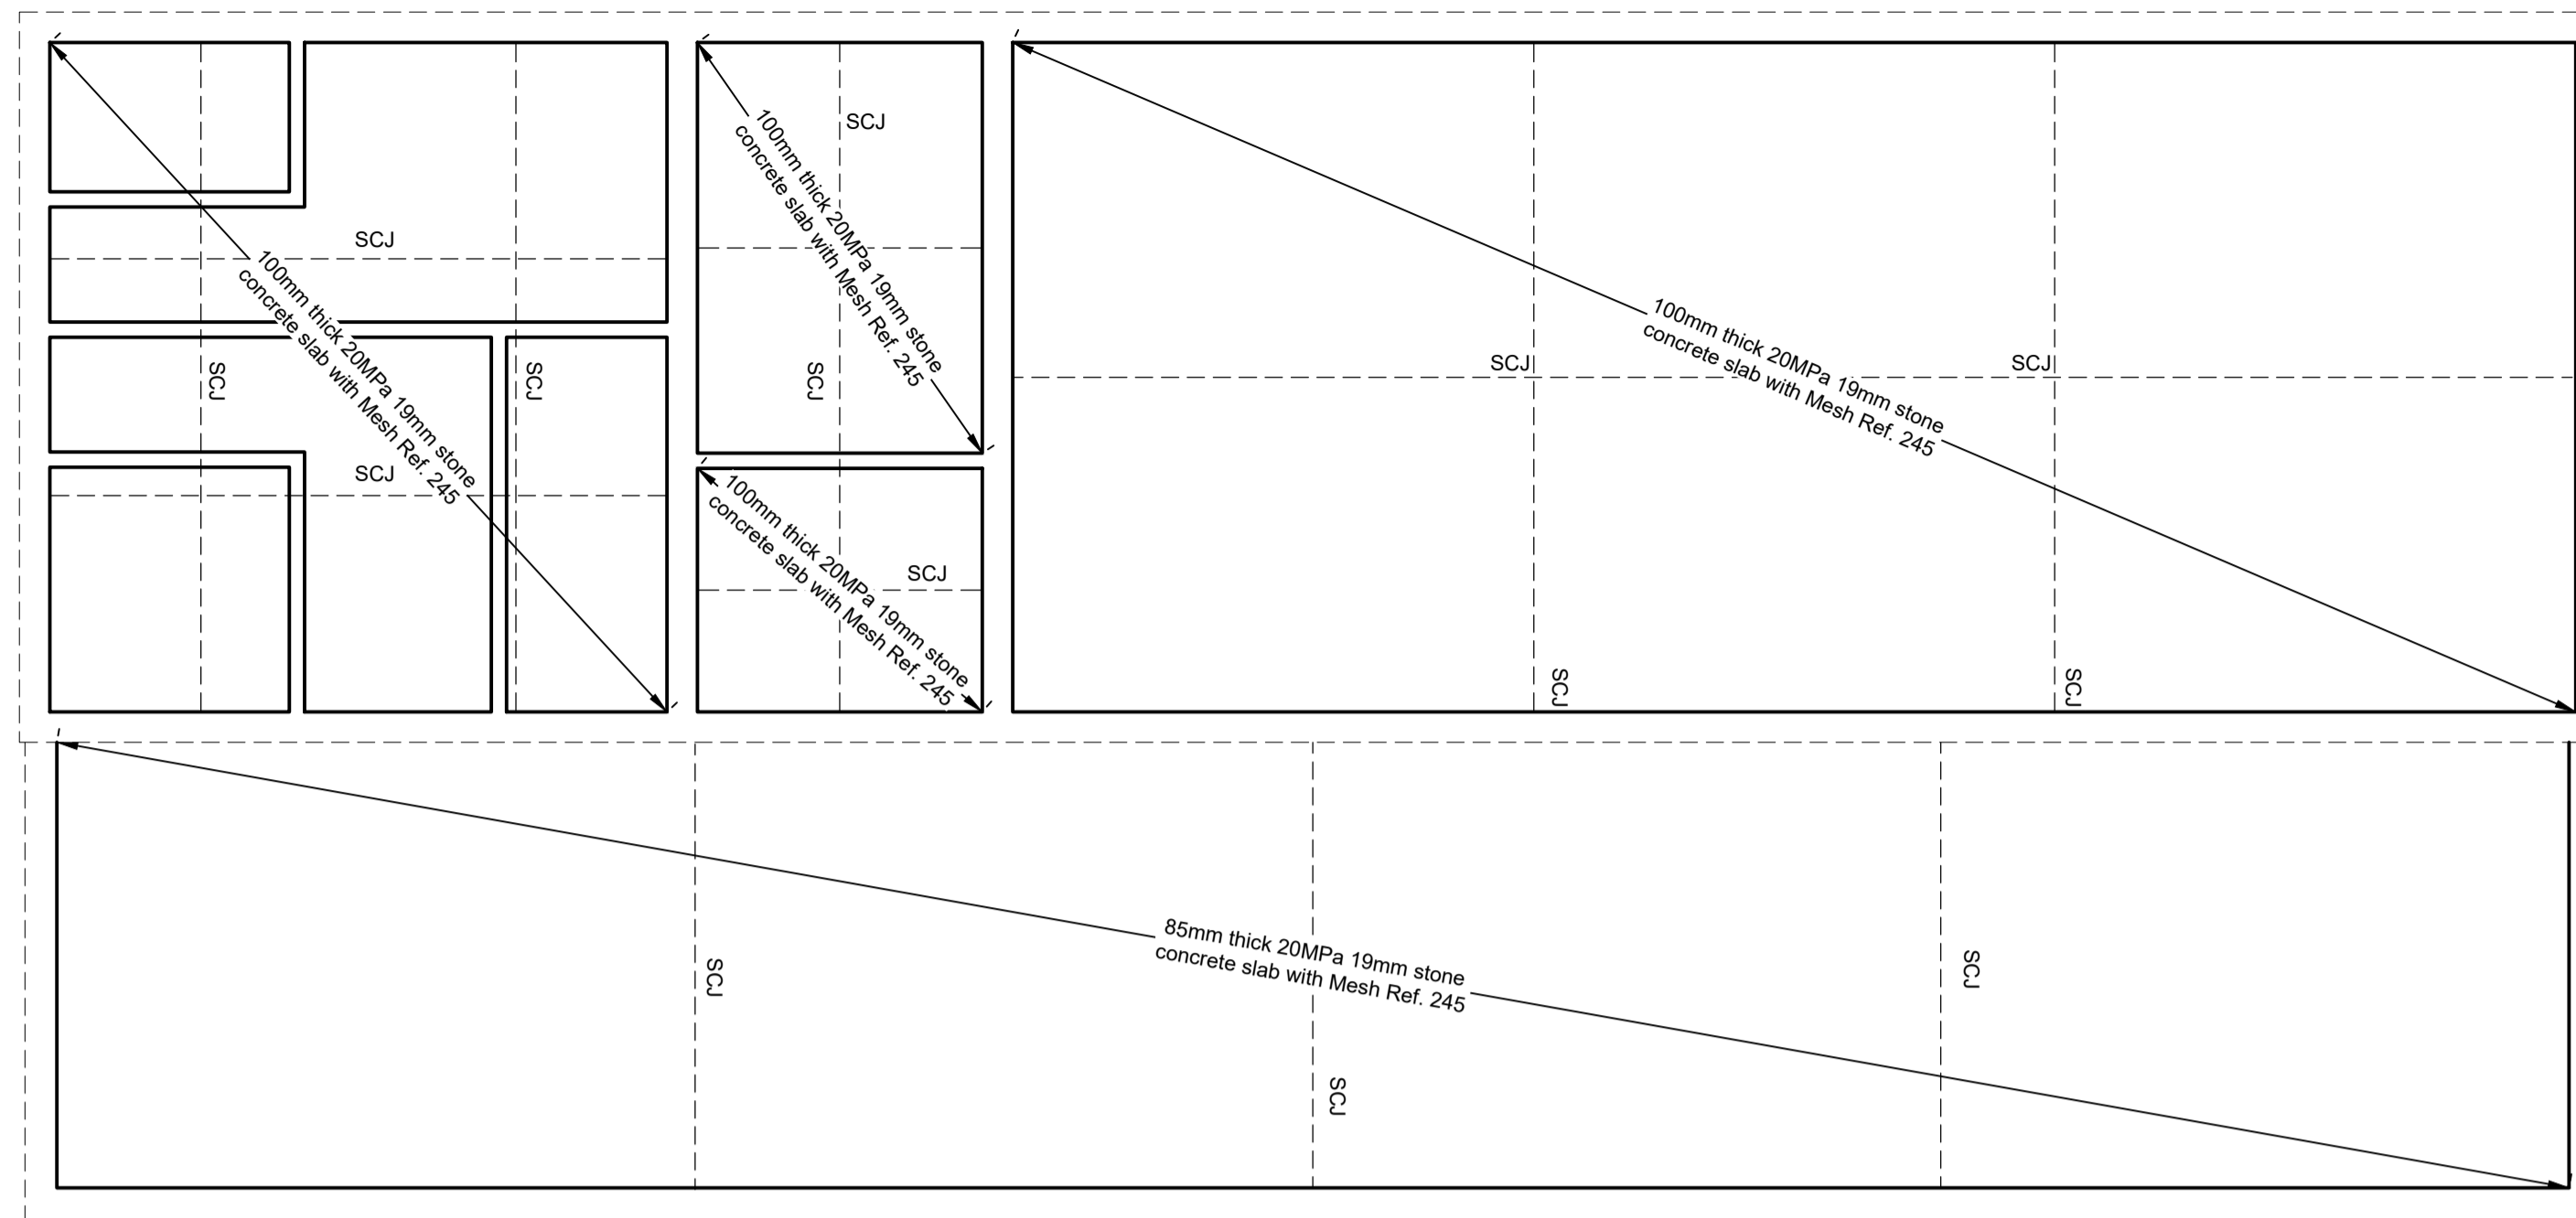 SCJ
SCJ
SCJ
100mm thick 20MPa 19mm stone
concrete slab with Mesh Ref. 245
SCJ
SCJ
SCJ
100mm thick 20MPa 19mm stone
concrete slab with Mesh Ref. 245
SCJ
100mm thick 20MPa 19mm stone
concrete slab with Mesh Ref. 245
SCJ
SCJ
SCJ
100mm thick 20MPa 19mm stone
concrete slab with Mesh Ref. 245
SCJ
SCJ
SCJ
85mm thick 20MPa 19mm stone
concrete slab with Mesh Ref. 245
SCJ
SCJ